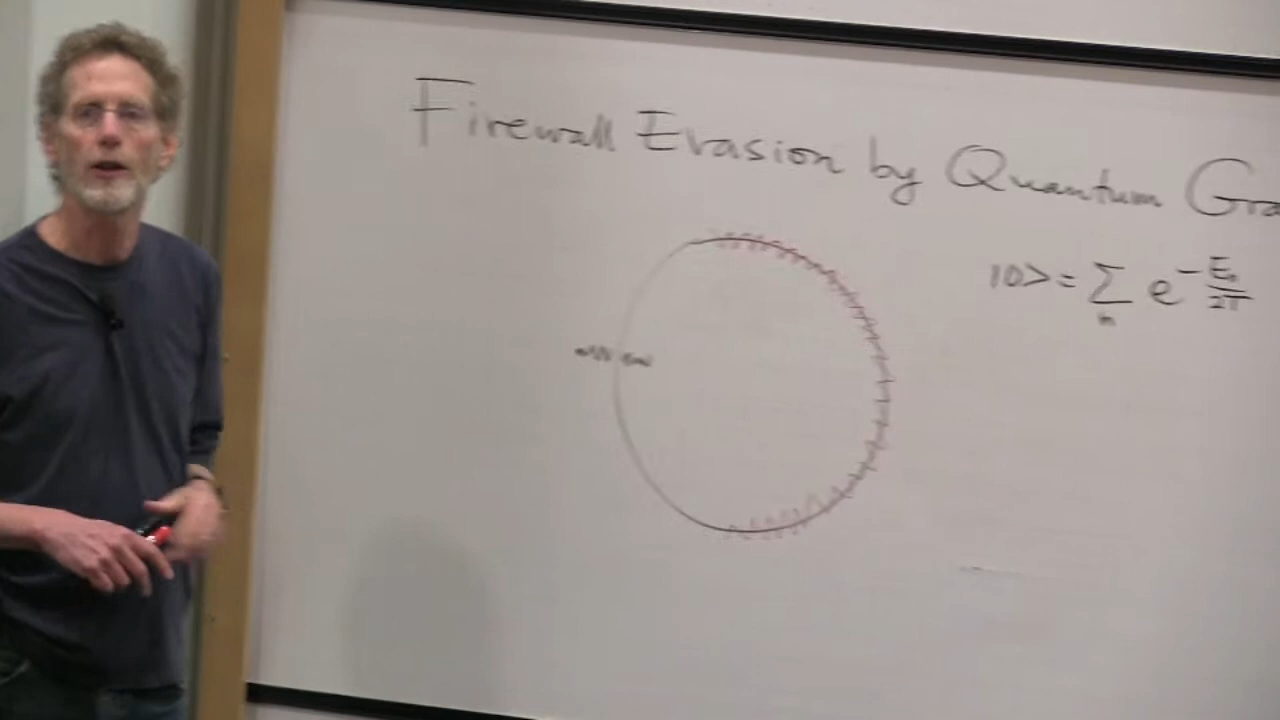 Firewall Evasion by Quantum Gra
|0> = Σ e^{-E_n/2T}
n